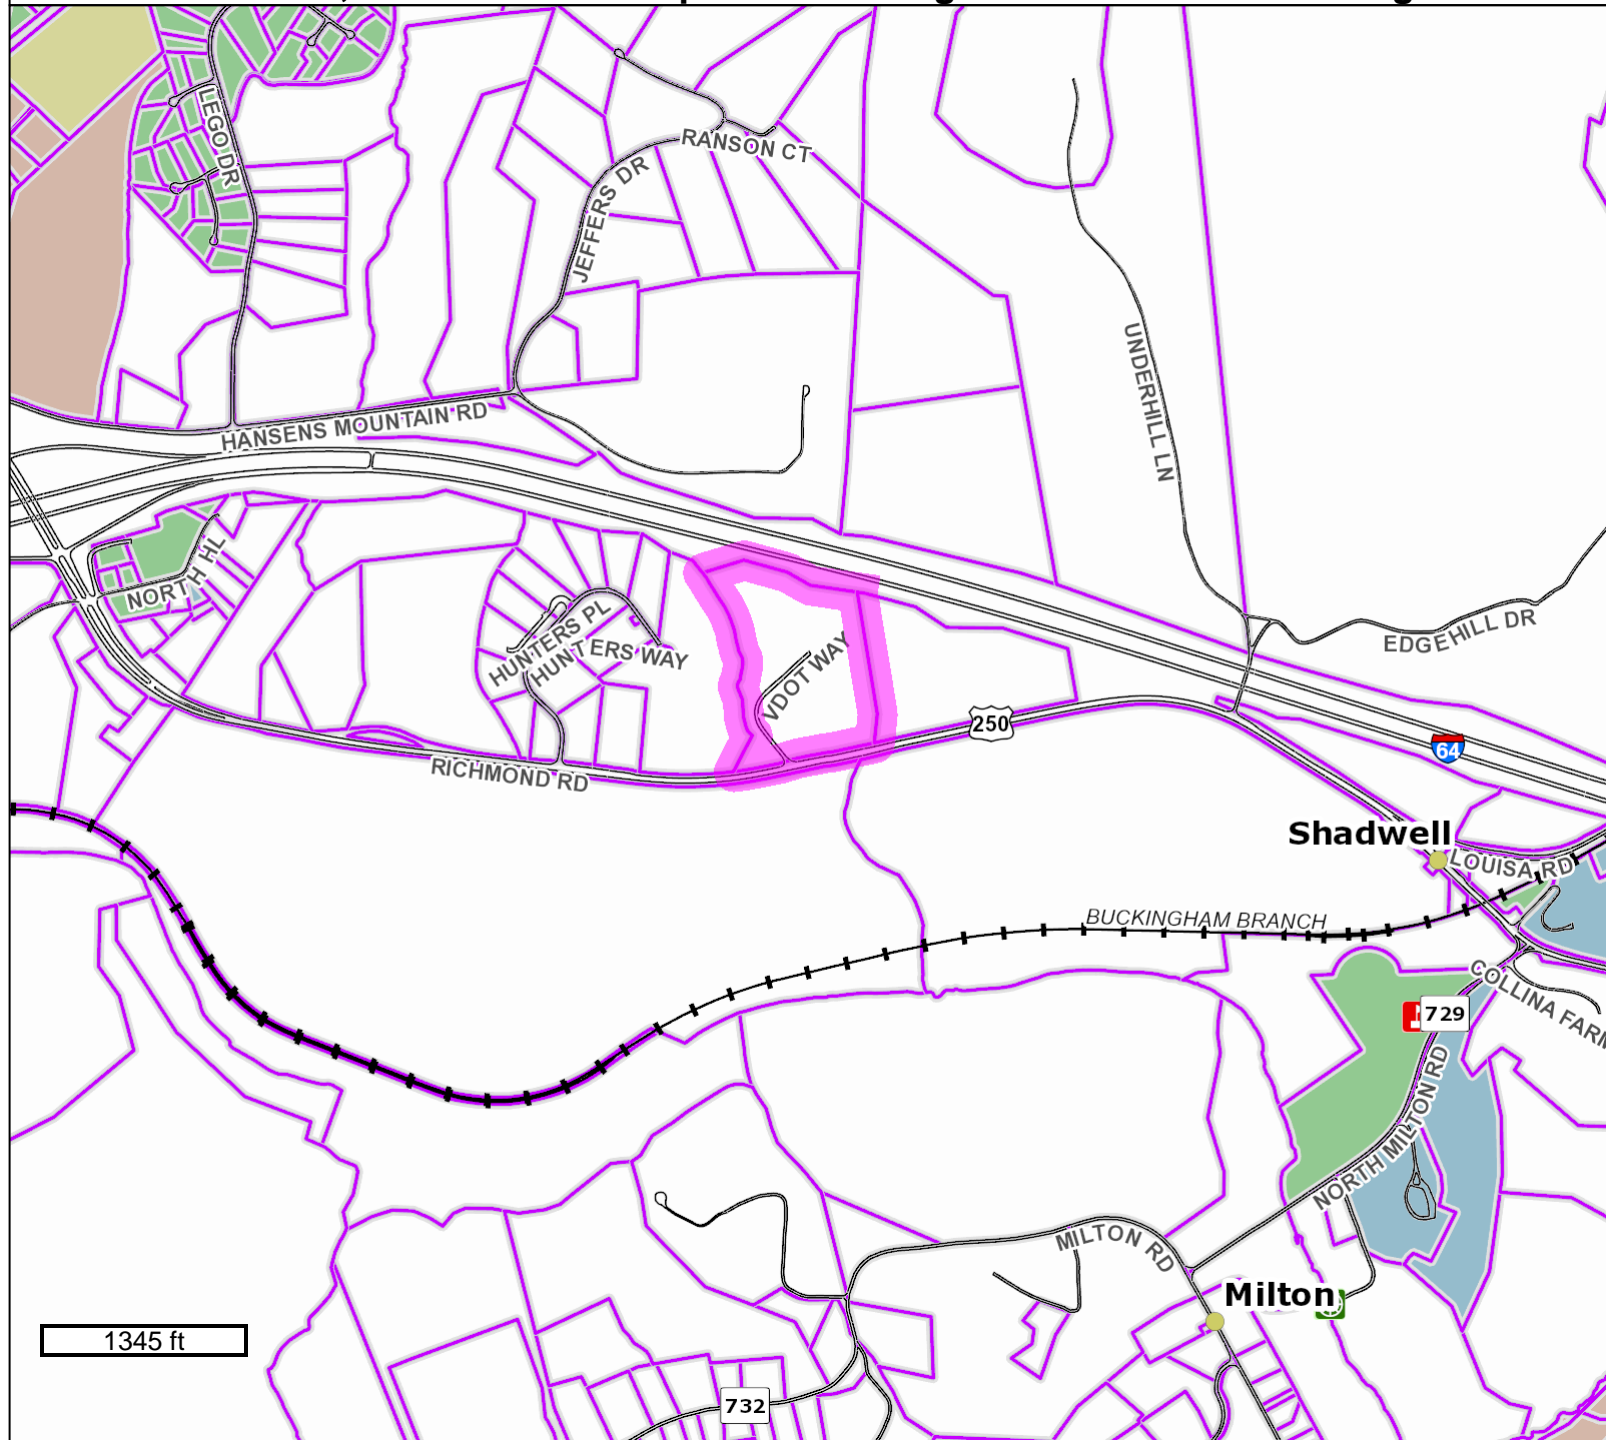 LEGO DR
RANSON CT
JEFFERS DR
UNDERHILL LN
HANSENS MOUNTAIN RD
NORTH HL
HUNTERS PL
HUNTERS WAY
VDOT WAY
EDGEHILL DR
250
64
RICHMOND RD
Shadwell
LOUISA RD
BUCKINGHAM BRANCH
COLLINA FARM
729
NORTH MILTON RD
MILTON RD
Milton
1345 ft
732